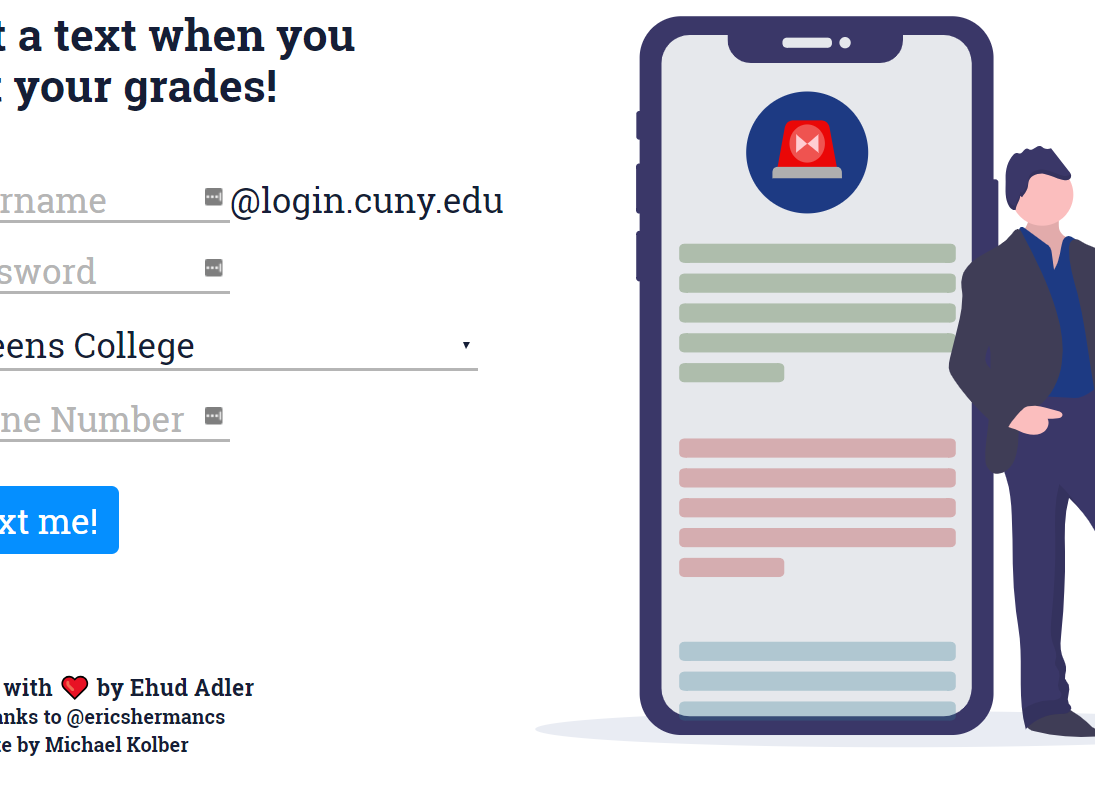 t a text when you
t your grades!
rname
@login.cuny.edu
sword
eens College
ne Number
xt me!
with ❤ by Ehud Adler
anks to @ericshermancs
te by Michael Kolber